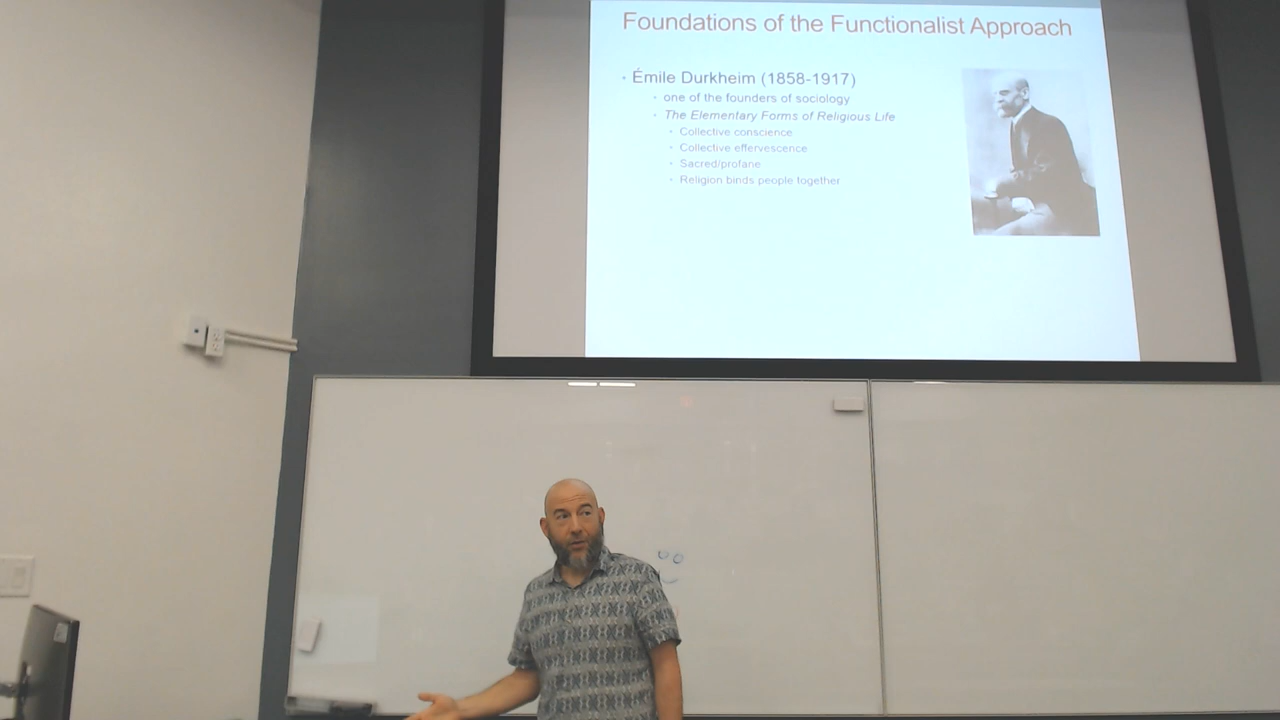 Foundations of the Functionalist Approach
Émile Durkheim (1858-1917)
one of the founders of sociology
The Elementary Forms of Religious Life
Collective conscience
Collective effervescence
Sacred/profane
Religion binds people together